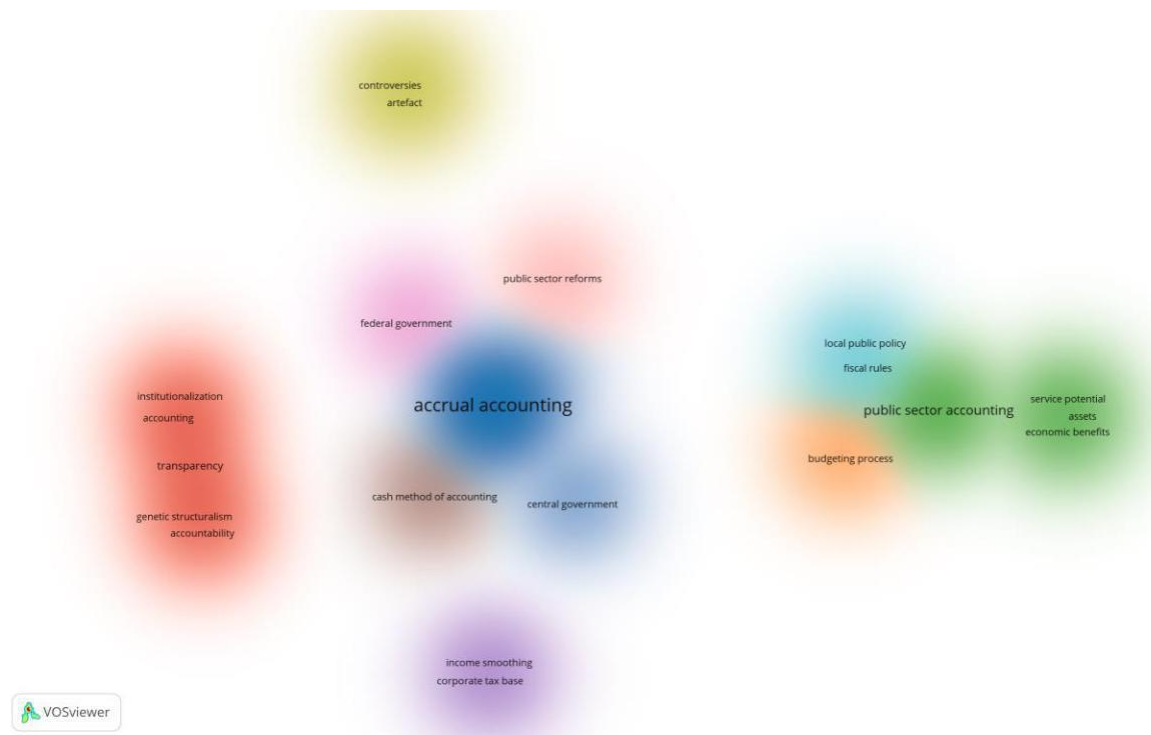 controversies
artefact
public sector reforms
federal government
accrual accounting
cash method of accounting
central government
income smoothing
corporate tax base
institutionalization
accounting
transparency
genetic structuralism
accountability
local public policy
fiscal rules
public sector accounting
budgeting process
service potential
assets
economic benefits
VOSviewer